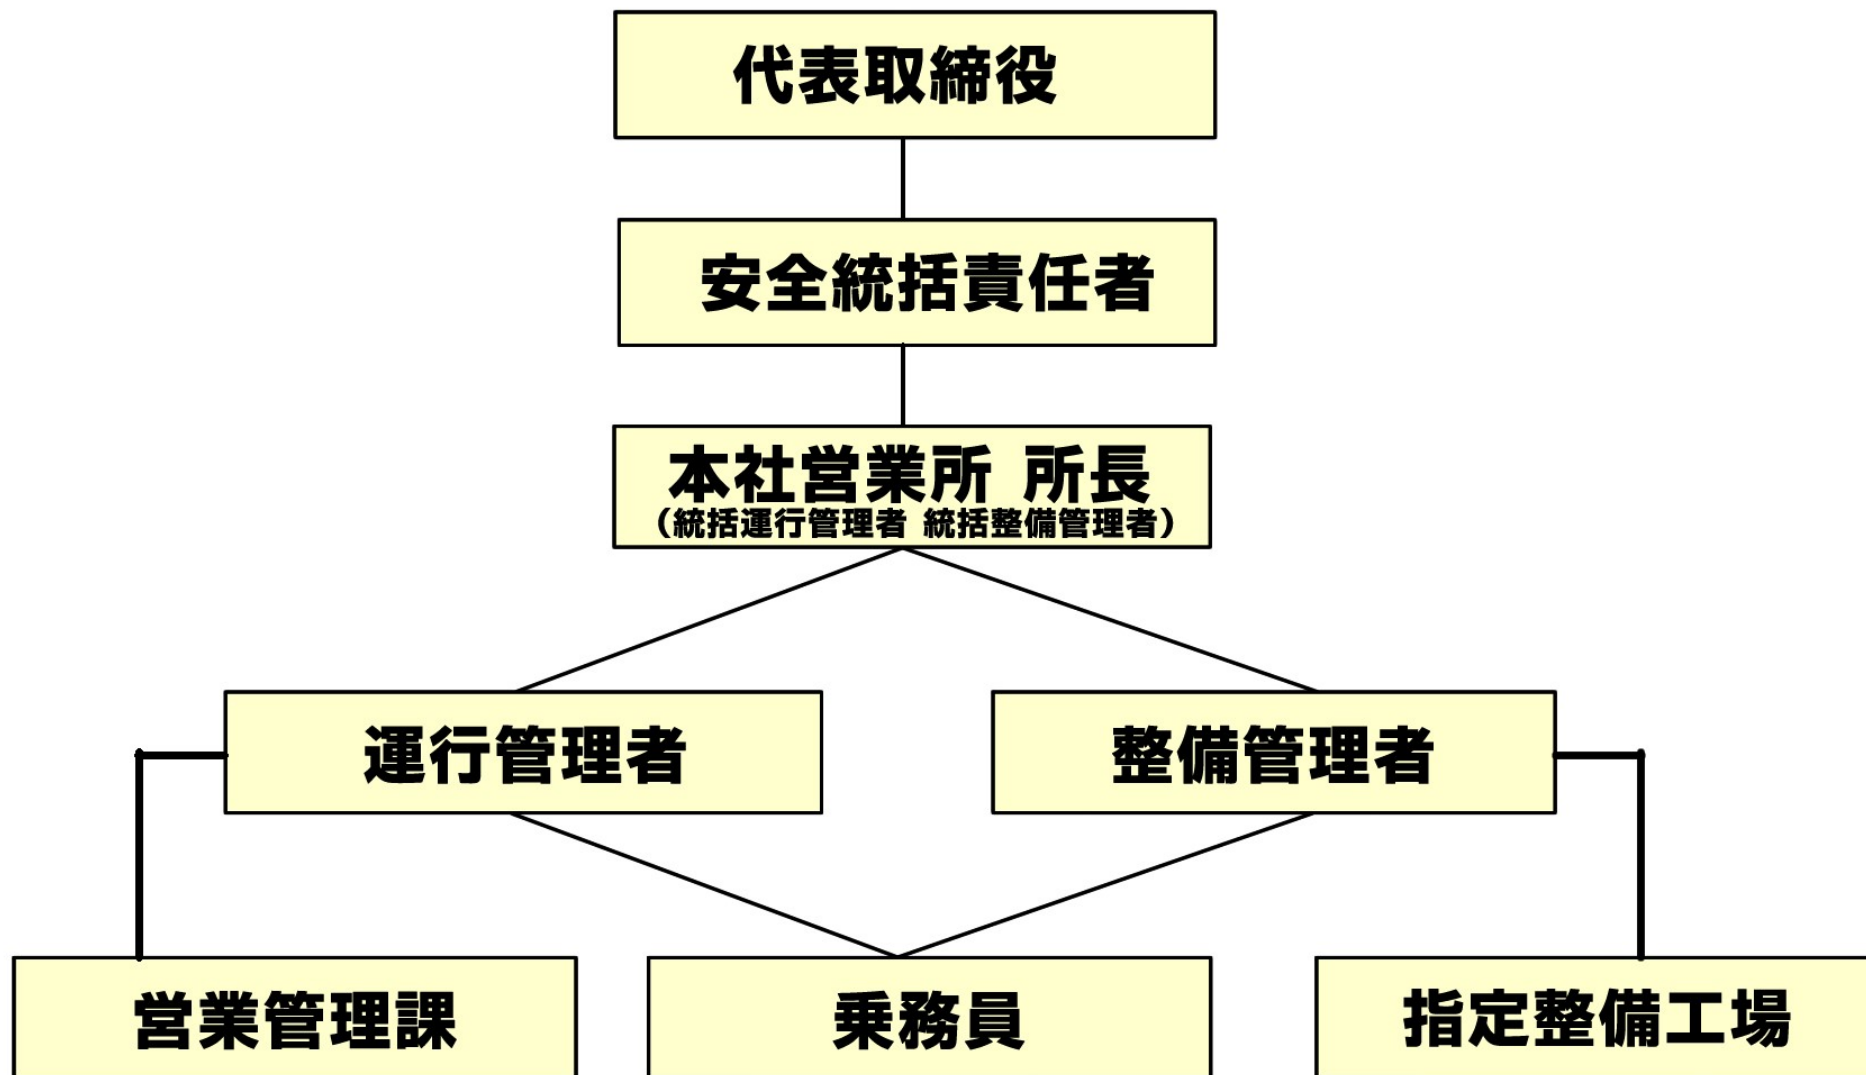 代表取締役
安全統括責任者
本社営業所 所長
（統括運行管理者 統括整備管理者）
運行管理者
整備管理者
営業管理課
乗務員
指定整備工場